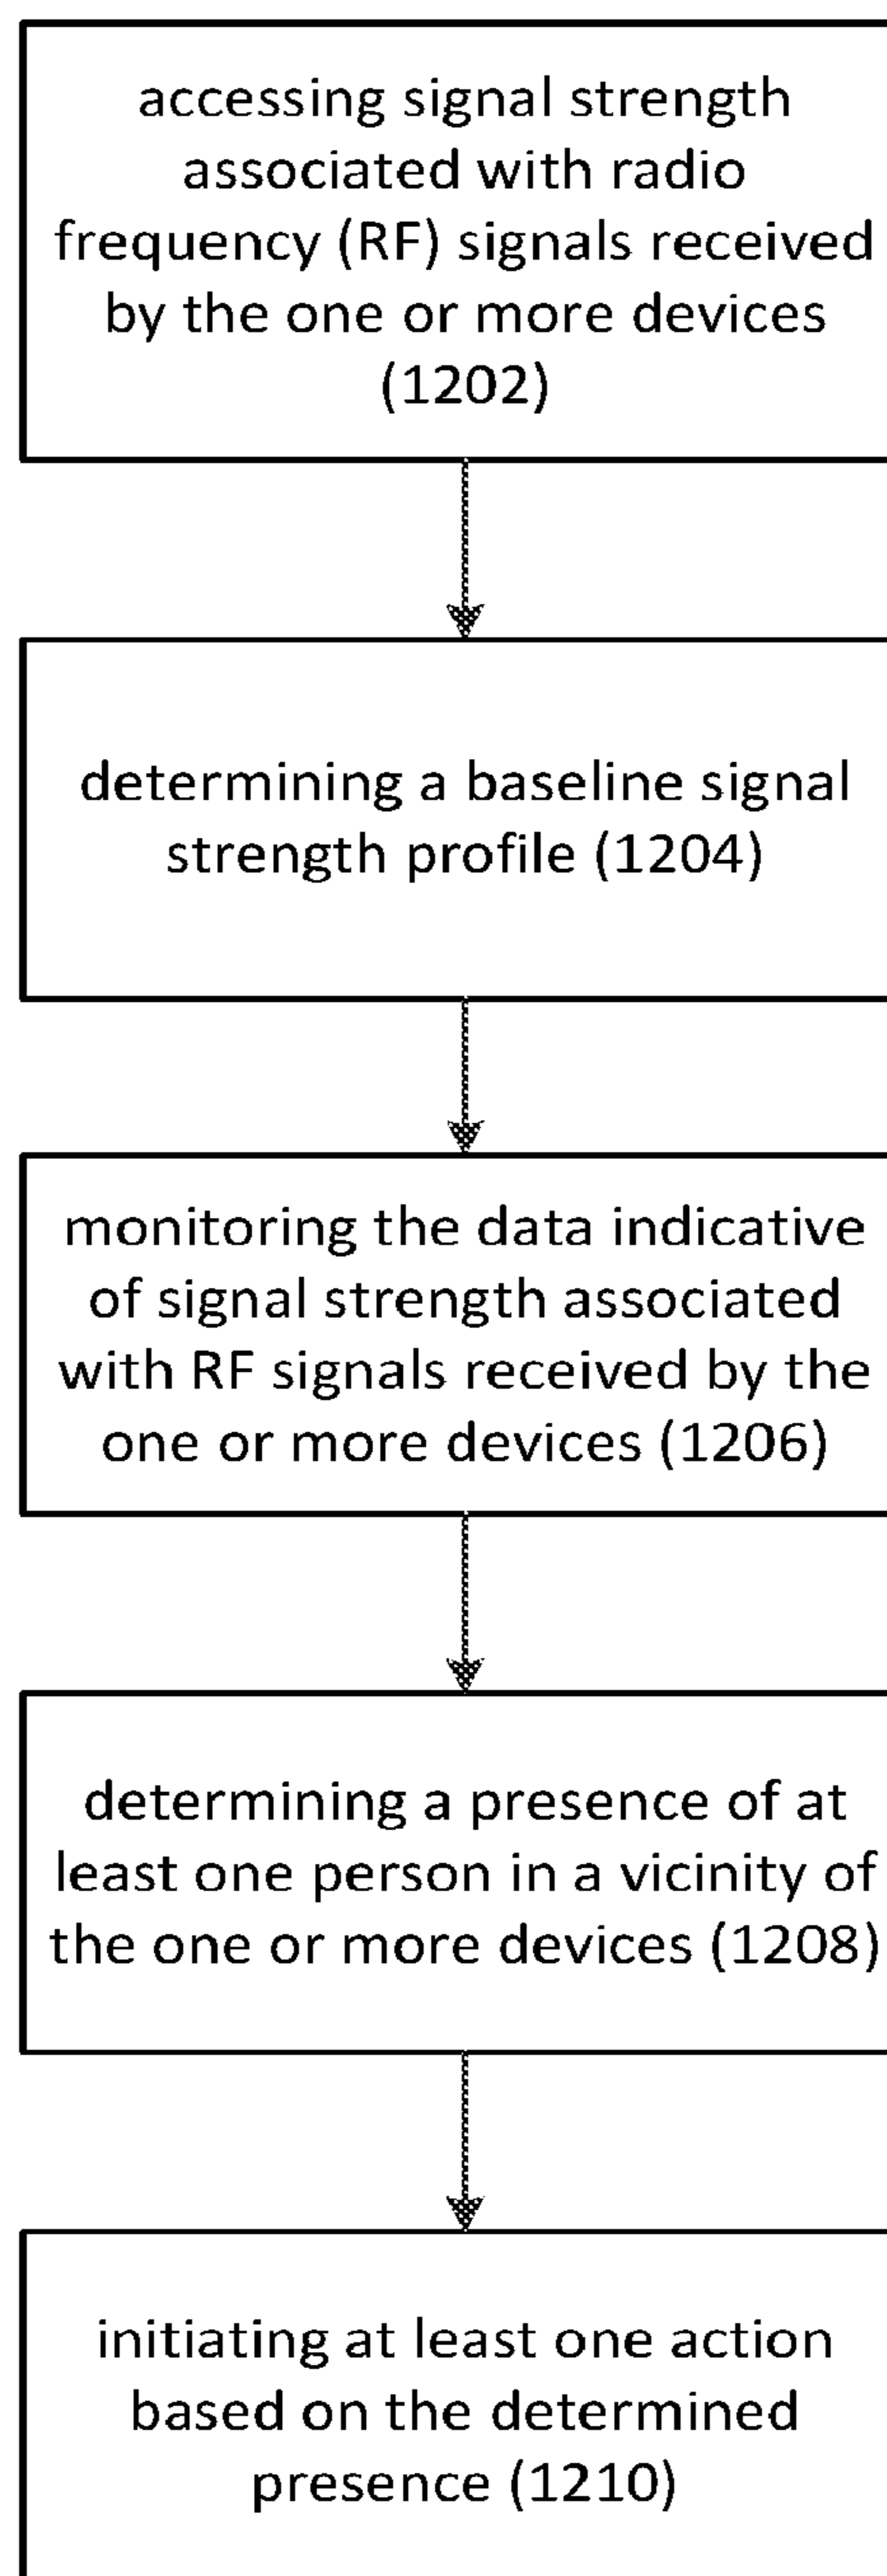 accessing signal strength
associated with radio
frequency (RF) signals received
by the one or more devices
(1202)
determining a baseline signal
strength profile (1204)
monitoring the data indicative
of signal strength associated
with RF signals received by the
one or more devices (1206)
determining a presence of at
least one person in a vicinity of
the one or more devices (1208)
initiating at least one action
based on the determined
presence (1210)